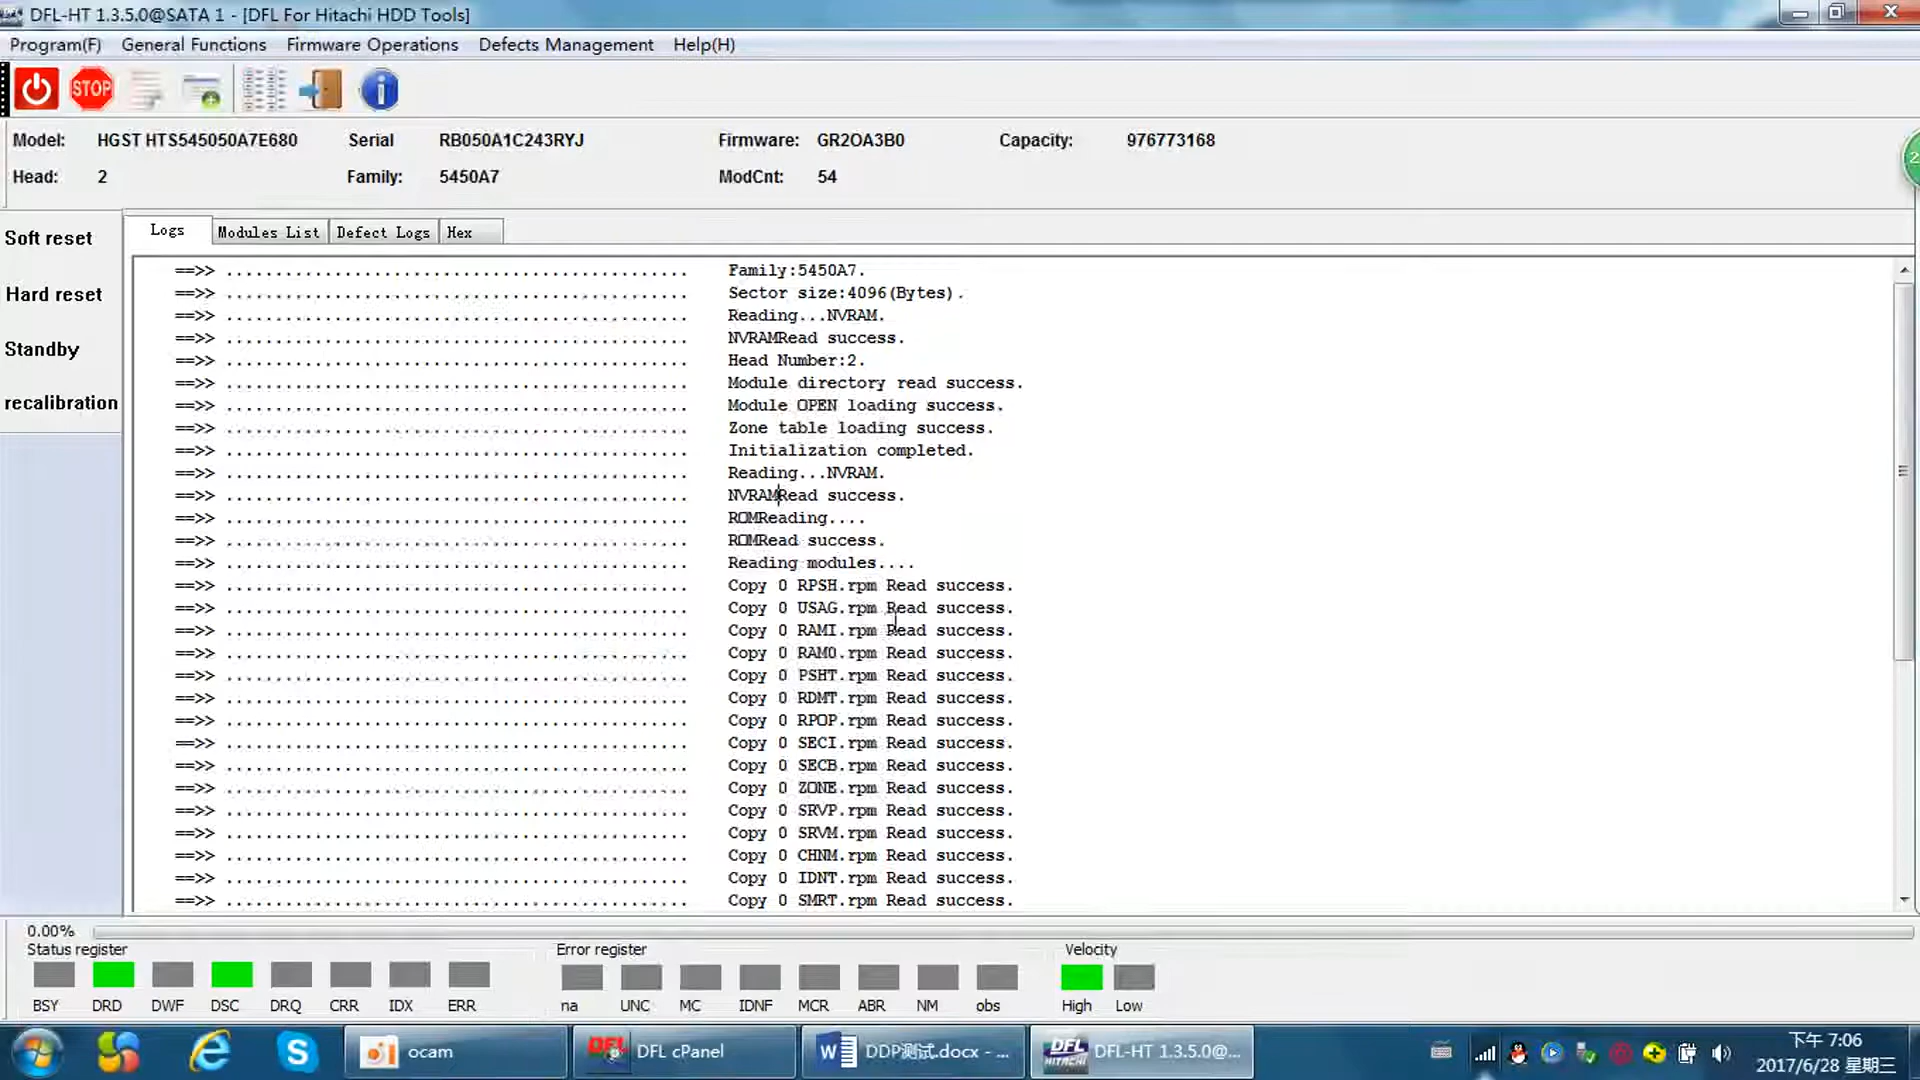 DFL-HT 1.3.5.0@SATA 1 - [DFL For Hitachi HDD Tools]
Program(F) General Functions Firmware Operations Defects Management Help(H)
STOP
Model: HGST HTS545050A7E680 Serial RB050A1C243RYJ Firmware: GR2OA3B0 Capacity: 976773168
Head: 2 Family: 5450A7 ModCnt: 54
2
Soft reset
Hard reset
Standby
recalibration
Logs Modules List Defect Logs Hex
==>> ............................................... Family:5450A7.
==>> ............................................... Sector size:4096(Bytes).
==>> ............................................... Reading...NVRAM.
==>> ............................................... NVRAMRead success.
==>> ............................................... Head Number:2.
==>> ............................................... Module directory read success.
==>> ............................................... Module OPEN loading success.
==>> ............................................... Zone table loading success.
==>> ............................................... Initialization completed.
==>> ............................................... Reading...NVRAM.
==>> ............................................... NVRAMRead success.
==>> ............................................... ROMReading....
==>> ............................................... ROMRead success.
==>> ............................................... Reading modules....
==>> ............................................... Copy 0 RPSH.rpm Read success.
==>> ............................................... Copy 0 USAG.rpm Read success.
==>> ............................................... Copy 0 RAMI.rpm Read success.
==>> ............................................... Copy 0 RAM0.rpm Read success.
==>> ............................................... Copy 0 PSHT.rpm Read success.
==>> ............................................... Copy 0 RDMT.rpm Read success.
==>> ............................................... Copy 0 RPOP.rpm Read success.
==>> ............................................... Copy 0 SECI.rpm Read success.
==>> ............................................... Copy 0 SECB.rpm Read success.
==>> ............................................... Copy 0 ZONE.rpm Read success.
==>> ............................................... Copy 0 SRVP.rpm Read success.
==>> ............................................... Copy 0 SRVM.rpm Read success.
==>> ............................................... Copy 0 CHNM.rpm Read success.
==>> ............................................... Copy 0 IDNT.rpm Read success.
==>> ............................................... Copy 0 SMRT.rpm Read success.
0.00%
Status register Error register Velocity
BSY DRD DWF DSC DRQ CRR IDX ERR na UNC MC IDNF MCR ABR NM obs High Low
ocam DFL cPanel DDP测试.docx - ... DFL-HT 1.3.5.0@...
下午 7:06
2017/6/28 星期三